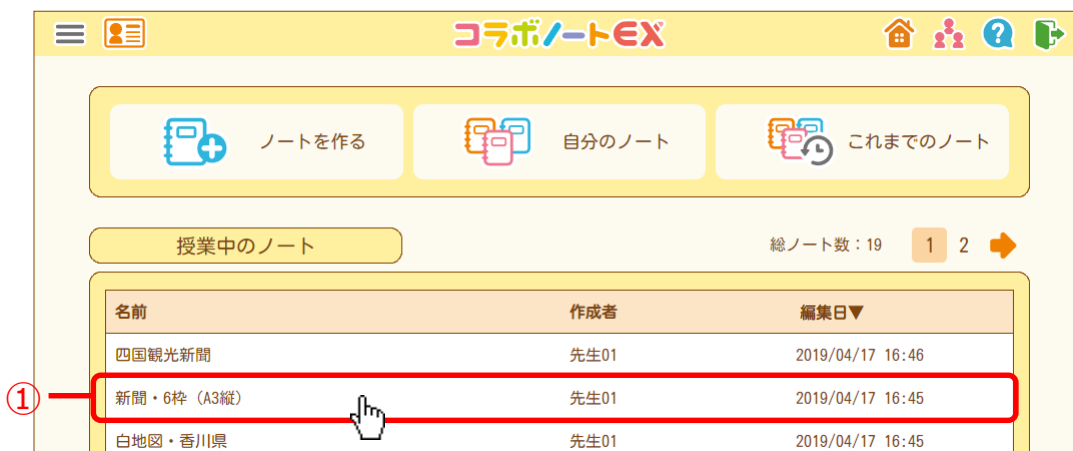 コラボノートEX
ノートを作る
自分のノート
これまでのノート
授業中のノート
総ノート数：19
1 2
名前 作成者 編集日▼
四国観光新聞 先生01 2019/04/17 16:46
① 新聞・6枠（A3縦） 先生01 2019/04/17 16:45
白地図・香川県 先生01 2019/04/17 16:45